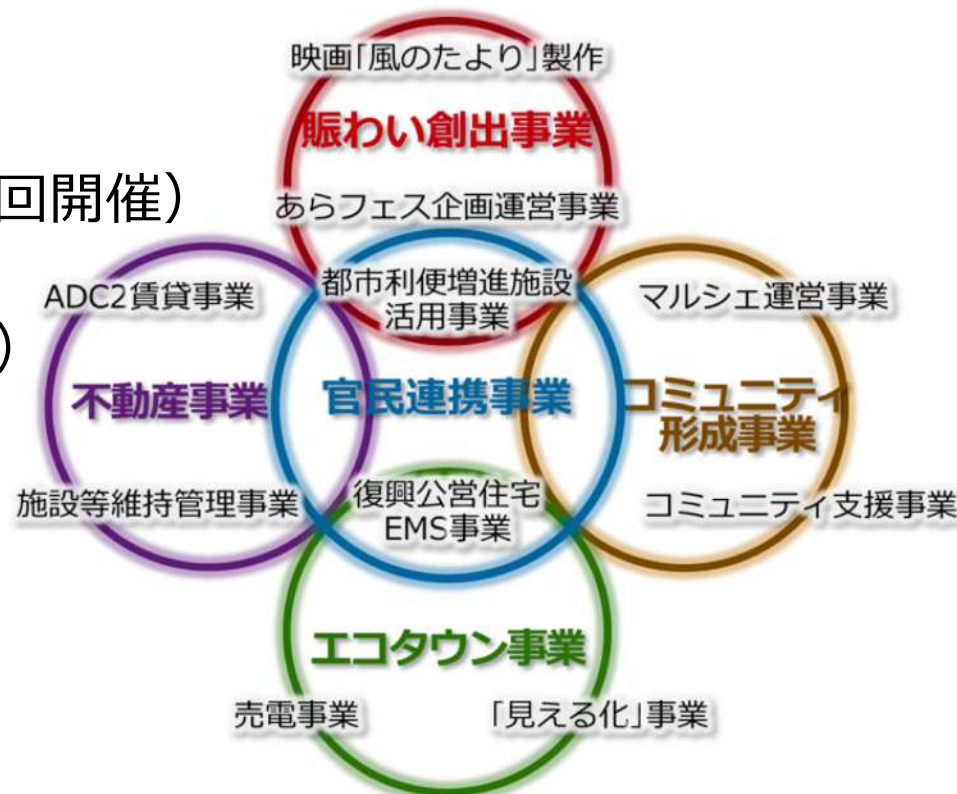 映画「風のたより」製作
賑わい創出事業
回開催）
あらフェス企画運営事業
ADC2賃貸事業
都市利便増進施設
活用事業
マルシェ運営事業
）
不動産事業
官民連携事業
コミュニティ
形成事業
施設等維持管理事業
復興公営住宅
EMS事業
コミュニティ支援事業
エコタウン事業
売電事業
「見える化」事業